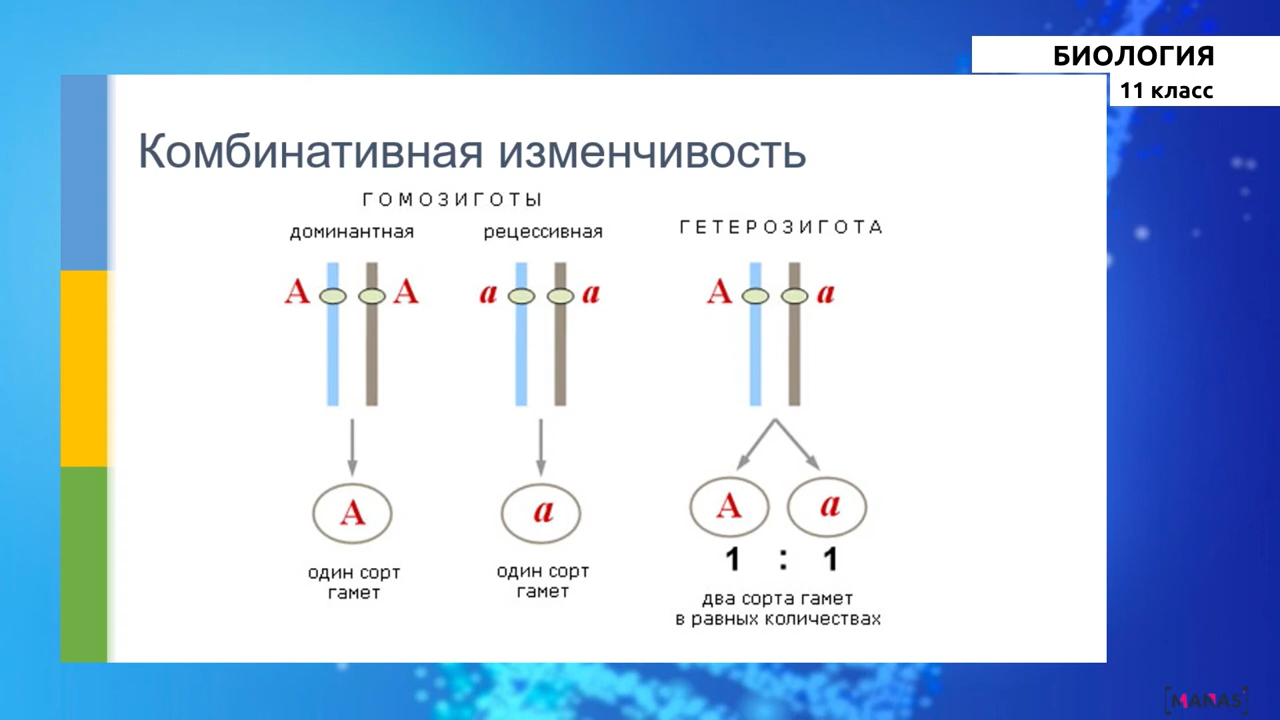 БИОЛОГИЯ
11 класс
Комбинативная изменчивость
ГОМОЗИГОТЫ
доминантная рецессивная
ГЕТЕРОЗИГОТА
A A a a A a
A a A a
1 : 1
один сорт гамет
один сорт гамет
два сорта гамет
в равных количествах
[MANAS]